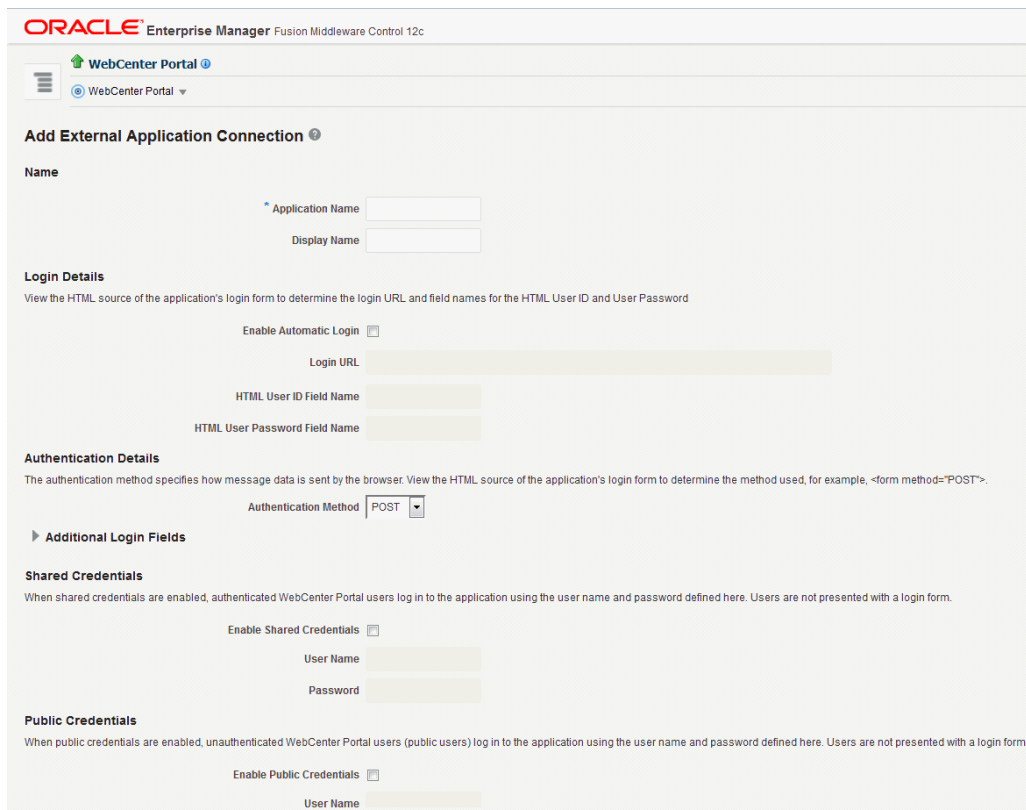 ORACLE Enterprise Manager Fusion Middleware Control 12c
WebCenter Portal
WebCenter Portal
Add External Application Connection
Name
* Application Name
Display Name
Login Details
View the HTML source of the application's login form to determine the login URL and field names for the HTML User ID and User Password
Enable Automatic Login
Login URL
HTML User ID Field Name
HTML User Password Field Name
Authentication Details
The authentication method specifies how message data is sent by the browser. View the HTML source of the application's login form to determine the method used, for example, <form method="POST">.
Authentication Method POST
Additional Login Fields
Shared Credentials
When shared credentials are enabled, authenticated WebCenter Portal users log in to the application using the user name and password defined here. Users are not presented with a login form.
Enable Shared Credentials
User Name
Password
Public Credentials
When public credentials are enabled, unauthenticated WebCenter Portal users (public users) log in to the application using the user name and password defined here. Users are not presented with a login form
Enable Public Credentials
User Name